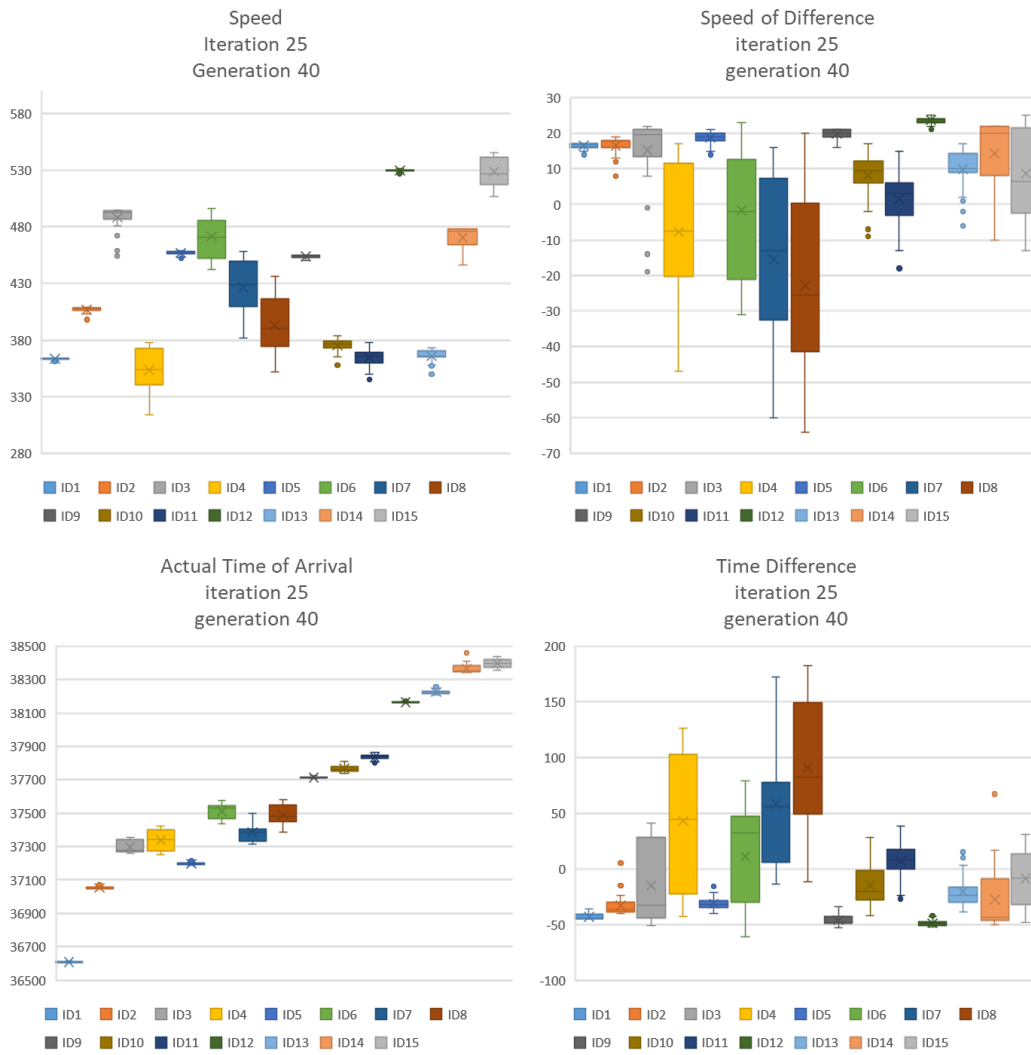 Speed
Iteration 25
Generation 40
580
530
480
430
380
330
280
ID1 ID2 ID3 ID4 ID5 ID6 ID7 ID8
ID9 ID10 ID11 ID12 ID13 ID14 ID15
Speed of Difference
iteration 25
generation 40
30
20
10
0
-10
-20
-30
-40
-50
-60
-70
ID1 ID2 ID3 ID4 ID5 ID6 ID7 ID8
ID9 ID10 ID11 ID12 ID13 ID14 ID15
Actual Time of Arrival
iteration 25
generation 40
38500
38300
38100
37900
37700
37500
37300
37100
36900
36700
36500
ID1 ID2 ID3 ID4 ID5 ID6 ID7 ID8
ID9 ID10 ID11 ID12 ID13 ID14 ID15
Time Difference
iteration 25
generation 40
200
150
100
50
0
-50
-100
ID1 ID2 ID3 ID4 ID5 ID6 ID7 ID8
ID9 ID10 ID11 ID12 ID13 ID14 ID15